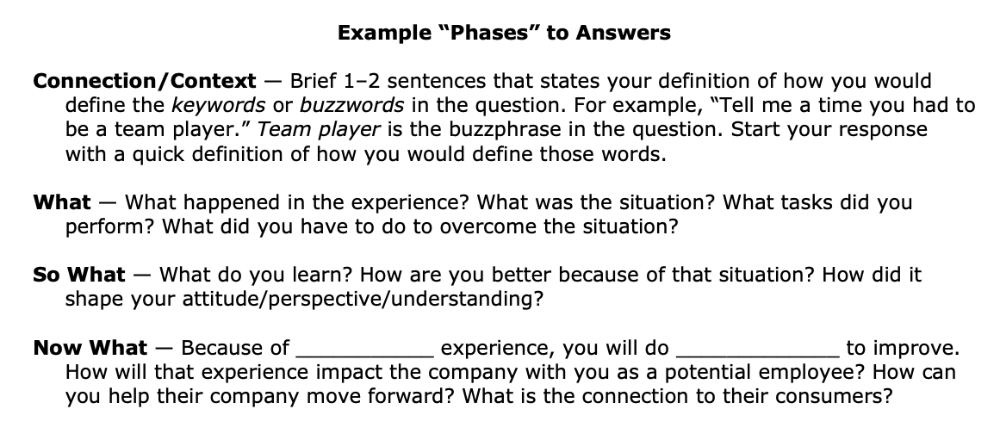 Example “Phases” to Answers
Connection/Context — Brief 1–2 sentences that states your definition of how you would
define the keywords or buzzwords in the question. For example, “Tell me a time you had to
be a team player.” Team player is the buzzphrase in the question. Start your response
with a quick definition of how you would define those words.
What — What happened in the experience? What was the situation? What tasks did you
perform? What did you have to do to overcome the situation?
So What — What do you learn? How are you better because of that situation? How did it
shape your attitude/perspective/understanding?
Now What — Because of ____________ experience, you will do ______________ to improve.
How will that experience impact the company with you as a potential employee? How can
you help their company move forward? What is the connection to their consumers?